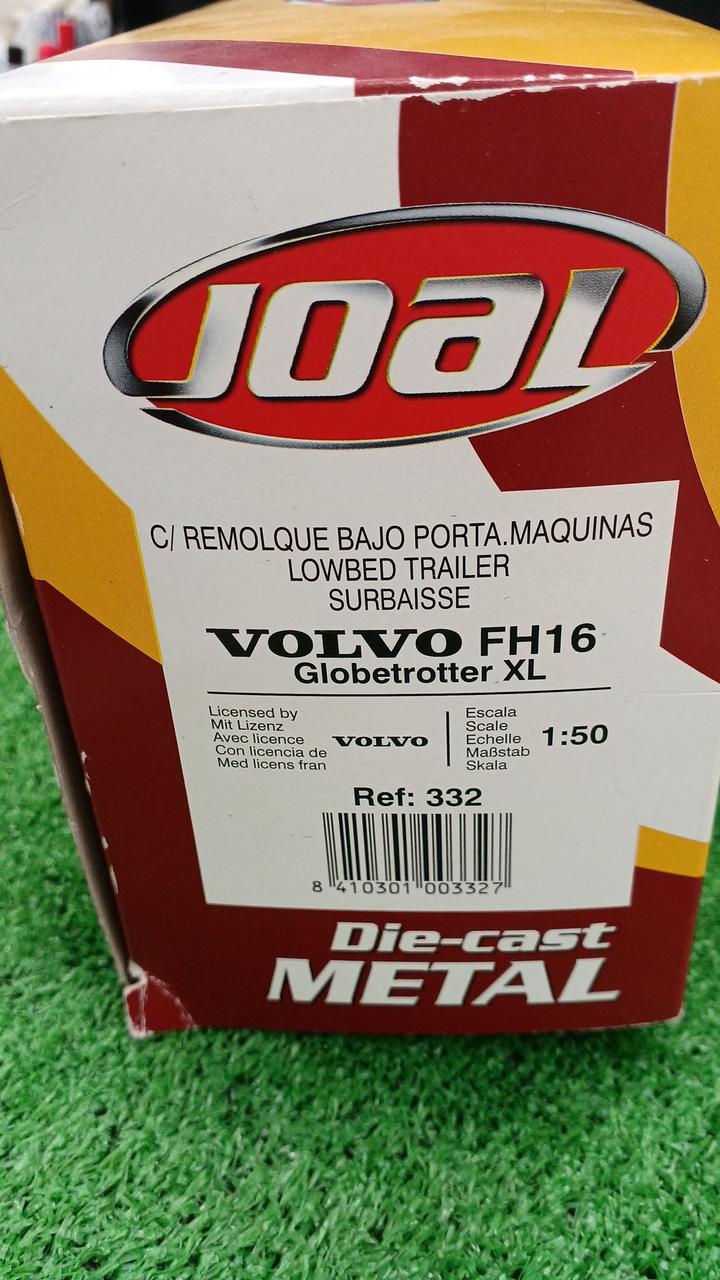 Joal
C/ REMOLQUE BAJO PORTA.MAQUINAS
LOWBED TRAILER
SURBAISSE
VOLVO FH16
Globetrotter XL
Licensed by
Mit Lizenz
Avec licence
Con licencia de
Med licens fran
VOLVO
Escala
Scale
Echelle
Maßstab
Skala
1:50
Ref: 332
8 410301 003327
Die-cast
METAL